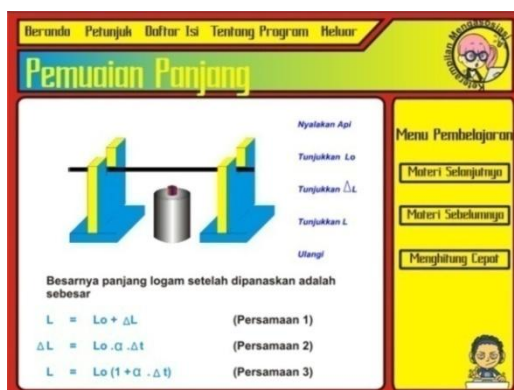 Beranda Petunjuk Daftar Isi Tentang Program Keluar
Pemuaian Panjang
Keterampilan Mengasosiasi
Nyalakan Api
Tunjukkan Lo
Tunjukkan ΔL
Tunjukkan L
Ulangi
Besarnya panjang logam setelah dipanaskan adalah
sebesar
L = Lo + ΔL (Persamaan 1)
ΔL = Lo .α .Δt (Persamaan 2)
L = Lo (1 + α . Δt) (Persamaan 3)
Menu Pembelajaran
Materi Selanjutnya
Materi Sebelumnya
Menghitung Cepat